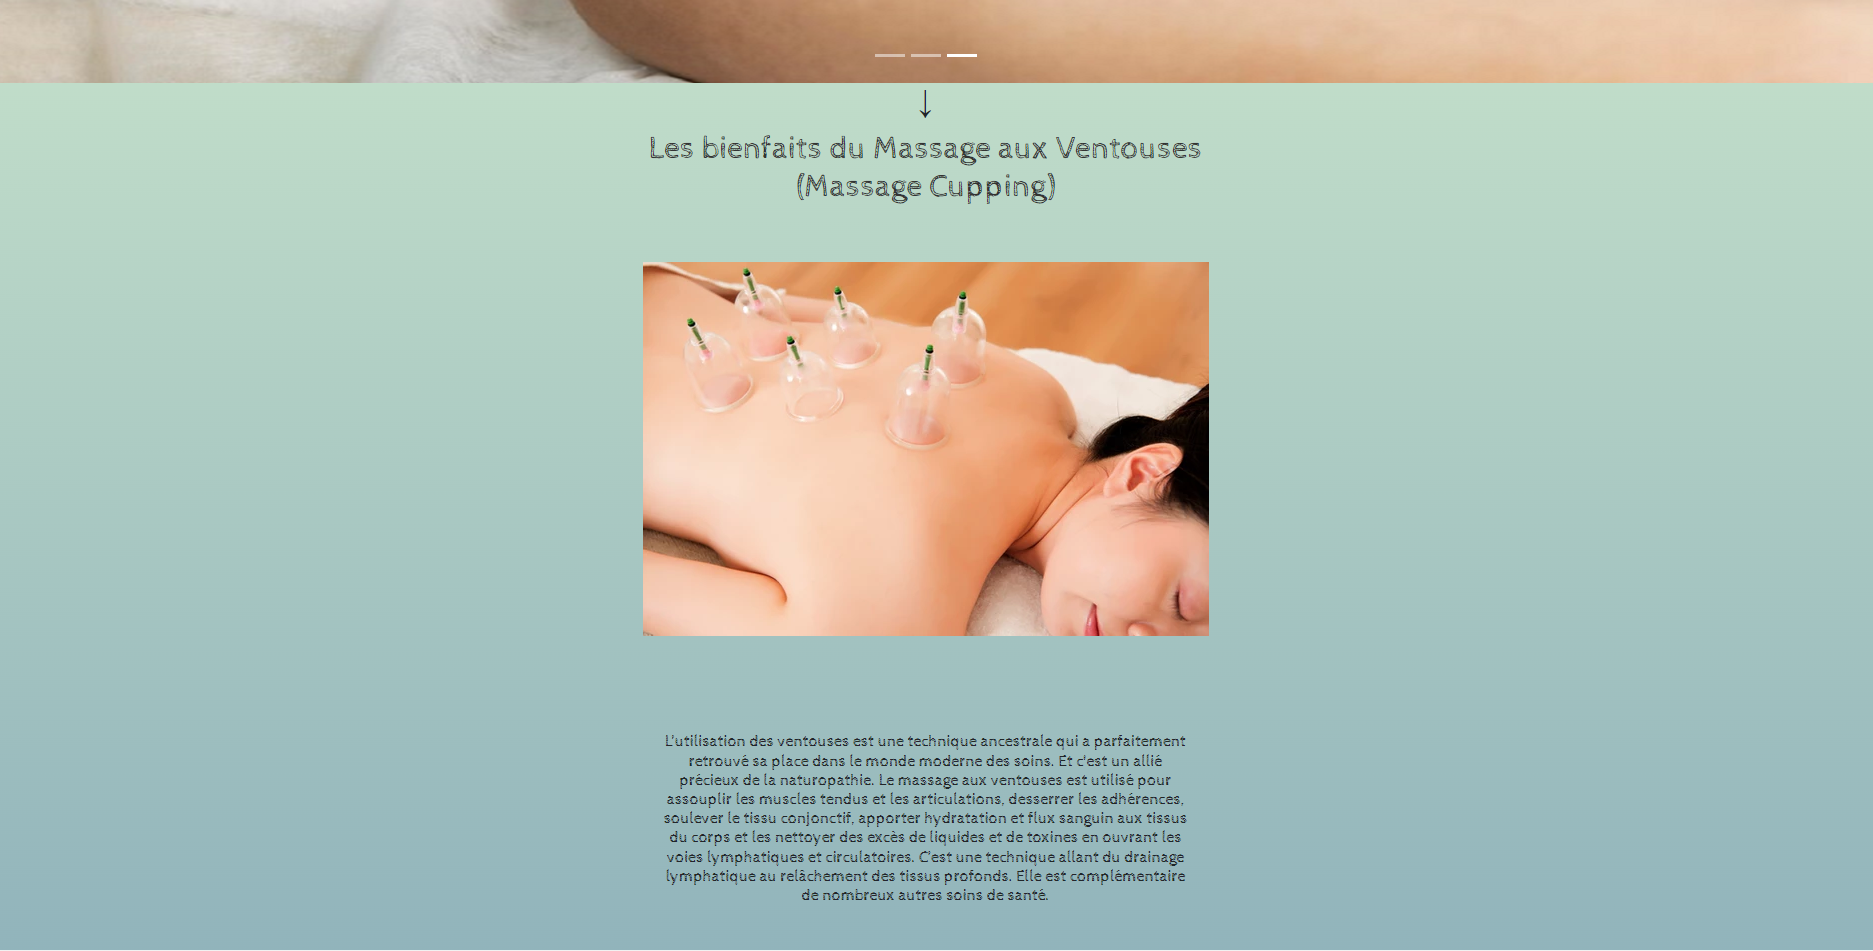 Les bienfaits du Massage aux Ventouses
(Massage Cupping)
L'utilisation des ventouses est une technique ancestrale qui a parfaitement
retrouvé sa place dans le monde moderne des soins. Et c'est un allié
précieux de la naturopathie. Le massage aux ventouses est utilisé pour
assouplir les muscles tendus et les articulations, desserrer les adhérences,
soulever le tissu conjonctif, apporter hydratation et flux sanguin aux tissus
du corps et les nettoyer des excès de liquides et de toxines en ouvrant les
voies lymphatiques et circulatoires. C'est une technique allant du drainage
lymphatique au relâchement des tissus profonds. Elle est complémentaire
de nombreux autres soins de santé.